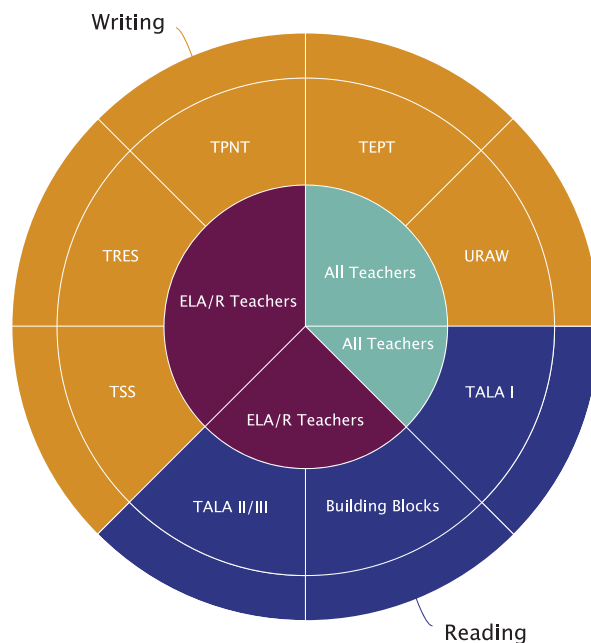 Writing
TPNT
TEPT
TRES
URAW
All Teachers
ELA/R Teachers
All Teachers
TSS
TALA I
ELA/R Teachers
TALA II/III
Building Blocks
Reading